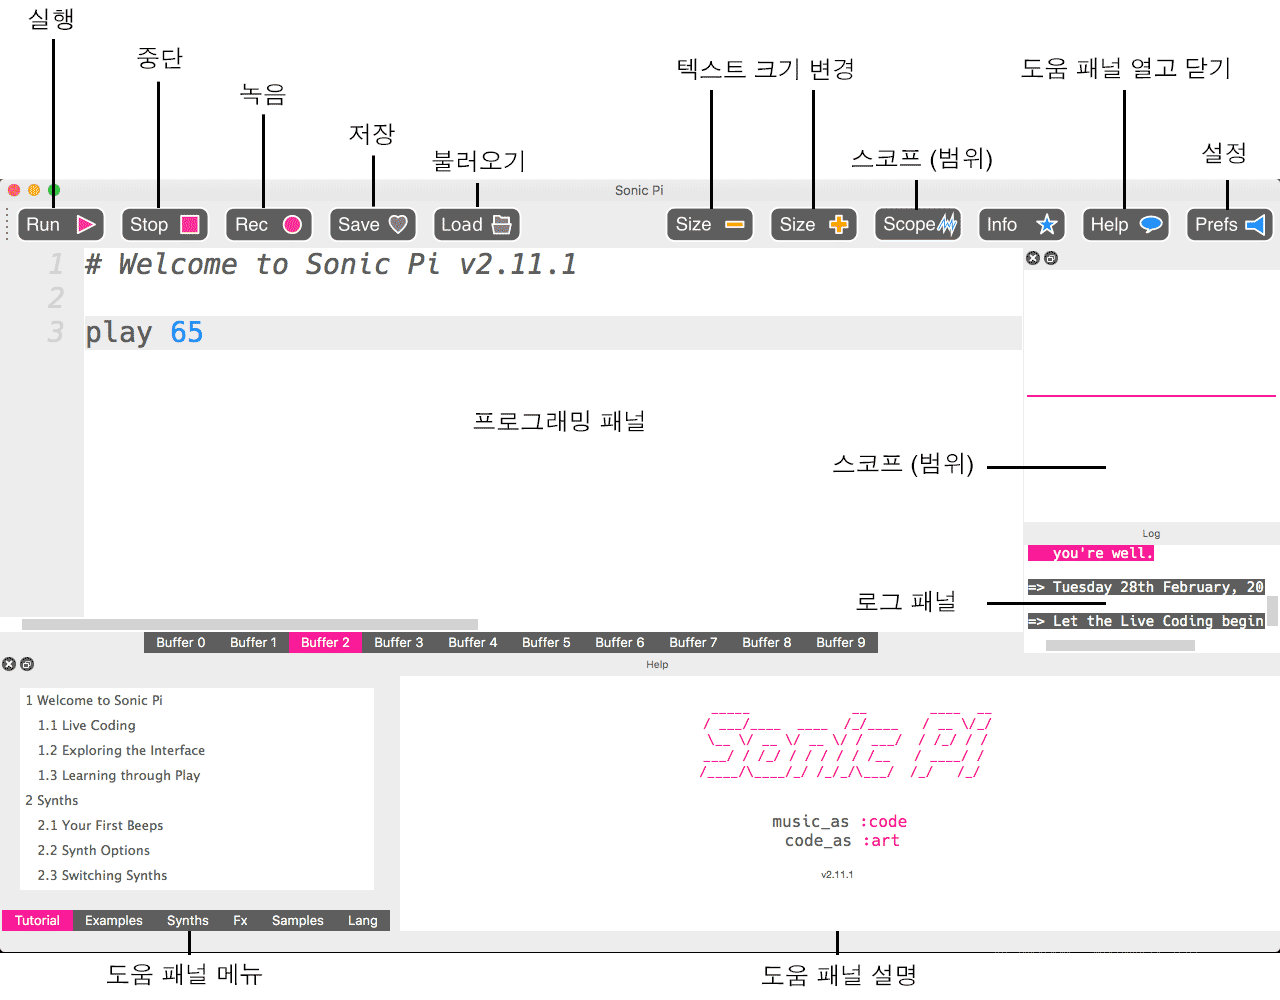 실행
중단
녹음
저장
불러오기
텍스트 크기 변경
스코프 (범위)
도움 패널 열고 닫기
설정
Sonic Pi
Run Stop Rec Save Load Size Size Scope Info Help Prefs
1 # Welcome to Sonic Pi v2.11.1
2
3 play 65
프로그래밍 패널
스코프 (범위)
Log
you're well.
=> Tuesday 28th February, 20
로그 패널
=> Let the Live Coding begin
Buffer 0 Buffer 1 Buffer 2 Buffer 3 Buffer 4 Buffer 5 Buffer 6 Buffer 7 Buffer 8 Buffer 9
Help
1 Welcome to Sonic Pi
1.1 Live Coding
1.2 Exploring the Interface
1.3 Learning through Play
2 Synths
2.1 Your First Beeps
2.2 Synth Options
2.3 Switching Synths
Tutorial Examples Synths Fx Samples Lang
Sonic Pi
music_as :code
code_as :art
v2.11.1
도움 패널 메뉴
도움 패널 설명